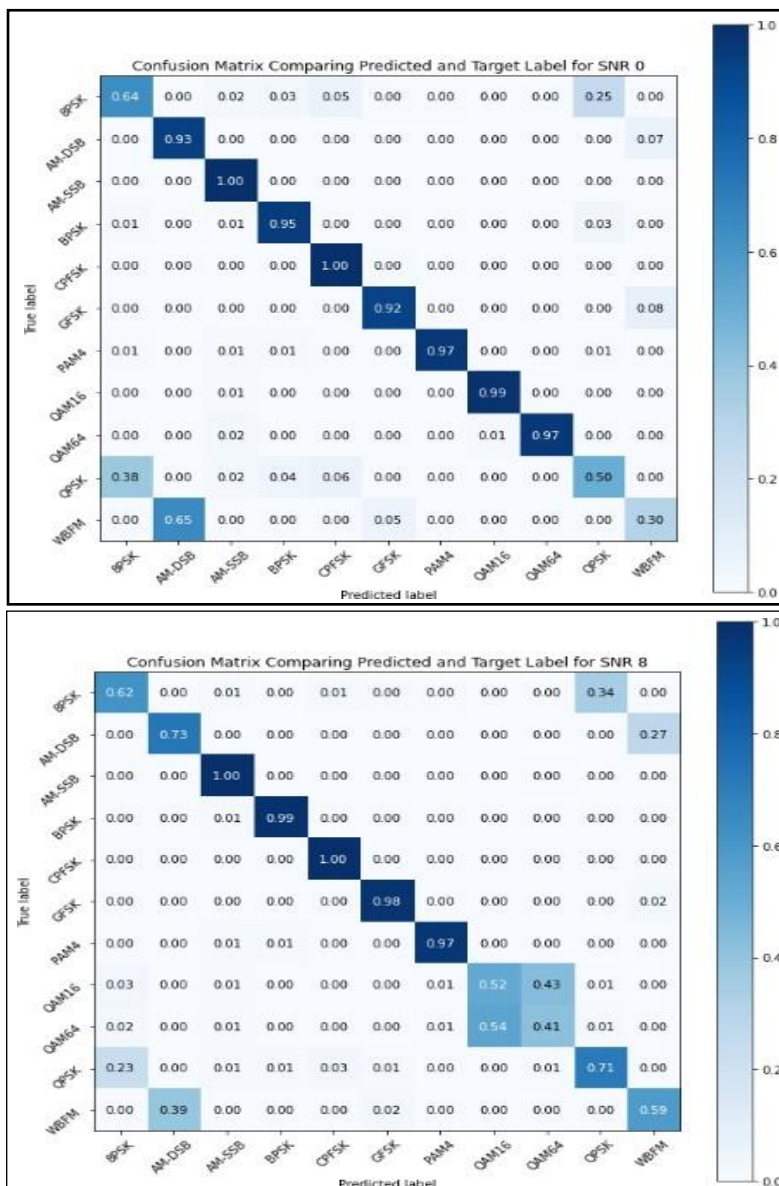 Confusion Matrix Comparing Predicted and Target Label for SNR 0
1.0
8PSK 0.64 0.00 0.02 0.03 0.05 0.00 0.00 0.00 0.00 0.25 0.00
AM-DSB 0.00 0.93 0.00 0.00 0.00 0.00 0.00 0.00 0.00 0.00 0.07
0.8
AM-SSB 0.00 0.00 1.00 0.00 0.00 0.00 0.00 0.00 0.00 0.00 0.00
BPSK 0.01 0.00 0.01 0.95 0.00 0.00 0.00 0.00 0.00 0.03 0.00
0.6
CPFSK 0.00 0.00 0.00 0.00 1.00 0.00 0.00 0.00 0.00 0.00 0.00
True label
GFSK 0.00 0.00 0.00 0.00 0.00 0.92 0.00 0.00 0.00 0.00 0.08
PAM4 0.01 0.00 0.01 0.01 0.00 0.00 0.97 0.00 0.00 0.01 0.00
0.4
QAM16 0.00 0.00 0.01 0.00 0.00 0.00 0.00 0.99 0.00 0.00 0.00
QAM64 0.00 0.00 0.02 0.00 0.00 0.00 0.00 0.01 0.97 0.00 0.00
0.2
QPSK 0.38 0.00 0.02 0.04 0.06 0.00 0.00 0.00 0.00 0.50 0.00
WBFM 0.00 0.65 0.00 0.00 0.00 0.05 0.00 0.00 0.00 0.00 0.30
0.0
8PSK AM-DSB AM-SSB BPSK CPFSK GFSK PAM4 QAM16 QAM64 QPSK WBFM
Predicted label
Confusion Matrix Comparing Predicted and Target Label for SNR 8
1.0
8PSK 0.62 0.00 0.01 0.00 0.01 0.00 0.00 0.00 0.00 0.34 0.00
AM-DSB 0.00 0.73 0.00 0.00 0.00 0.00 0.00 0.00 0.00 0.00 0.27
0.8
AM-SSB 0.00 0.00 1.00 0.00 0.00 0.00 0.00 0.00 0.00 0.00 0.00
BPSK 0.00 0.00 0.01 0.99 0.00 0.00 0.00 0.00 0.00 0.00 0.00
0.6
CPFSK 0.00 0.00 0.00 0.00 1.00 0.00 0.00 0.00 0.00 0.00 0.00
True label
GFSK 0.00 0.00 0.00 0.00 0.00 0.98 0.00 0.00 0.00 0.00 0.02
PAM4 0.00 0.00 0.01 0.01 0.00 0.00 0.97 0.00 0.00 0.00 0.00
0.4
QAM16 0.03 0.00 0.01 0.00 0.00 0.00 0.01 0.52 0.43 0.01 0.00
QAM64 0.02 0.00 0.01 0.00 0.00 0.00 0.01 0.54 0.41 0.01 0.00
0.2
QPSK 0.23 0.00 0.01 0.01 0.03 0.01 0.00 0.00 0.01 0.71 0.00
WBFM 0.00 0.39 0.00 0.00 0.00 0.02 0.00 0.00 0.00 0.00 0.59
0.0
8PSK AM-DSB AM-SSB BPSK CPFSK GFSK PAM4 QAM16 QAM64 QPSK WBFM
Predicted label